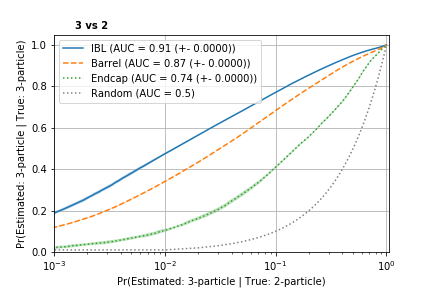 3 vs 2
IBL (AUC = 0.91 (+- 0.0000))
Barrel (AUC = 0.87 (+- 0.0000))
Endcap (AUC = 0.74 (+- 0.0000))
Random (AUC = 0.5)
Pr(Estimated: 3-particle | True: 3-particle)
1.0
0.8
0.6
0.4
0.2
0.0
10⁻³ 10⁻² 10⁻¹ 10⁰
Pr(Estimated: 3-particle | True: 2-particle)